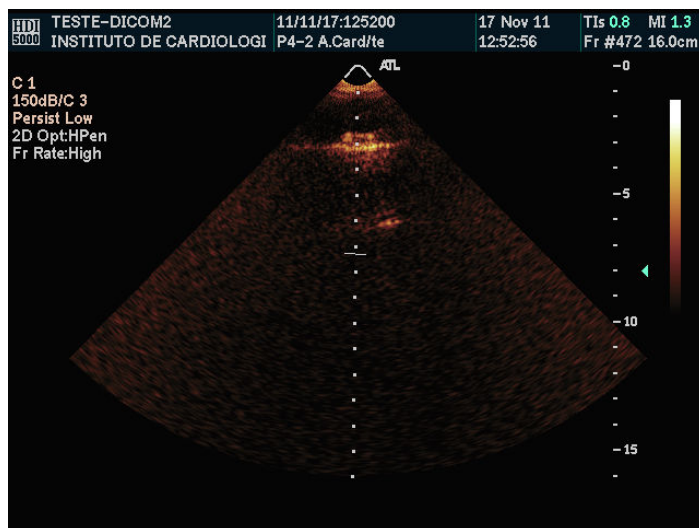 HDI
5000
TESTE-DICOM2
INSTITUTO DE CARDIOLOGI
11/11/17:125200
P4-2 A.Card/te
17 Nov 11
12:52:56
TIs 0.8 MI 1.3
Fr #472 16.0cm
C 1
150dB/C 3
Persist Low
2D Opt:HPen
Fr Rate:High
ATL
0
5
10
15